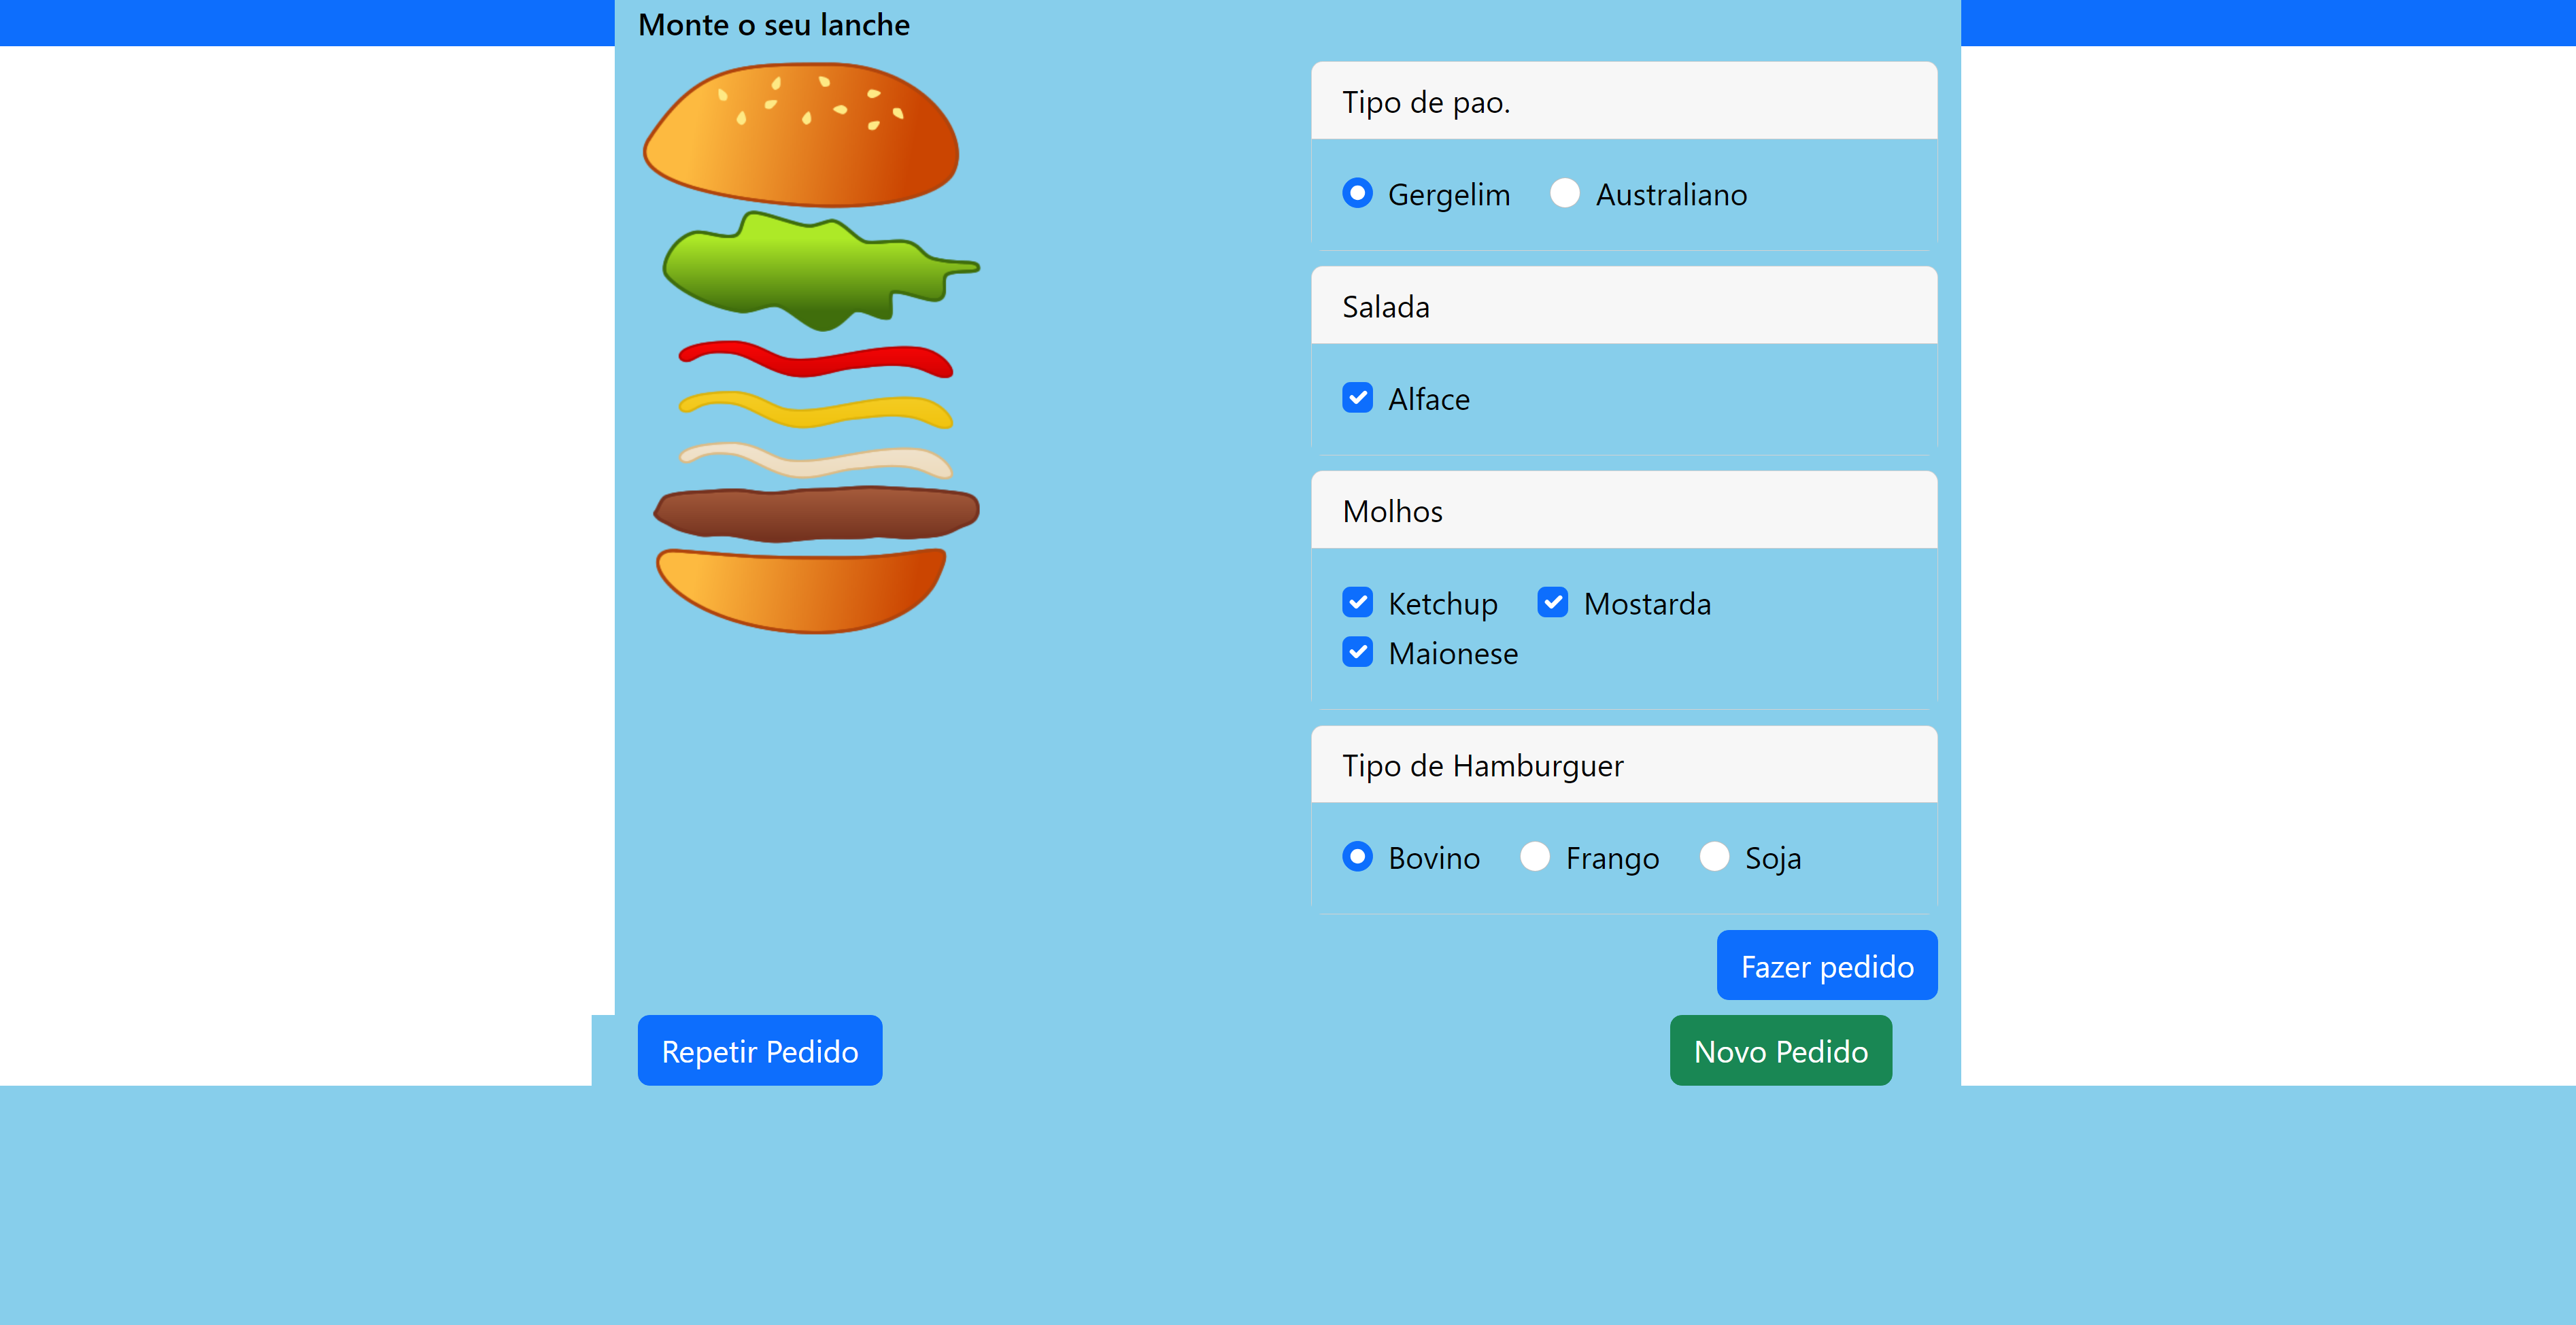 Monte o seu lanche
Tipo de pao.
Gergelim Australiano
Salada
Alface
Molhos
Ketchup Mostarda
Maionese
Tipo de Hamburguer
Bovino Frango Soja
Fazer pedido
Repetir Pedido Novo Pedido